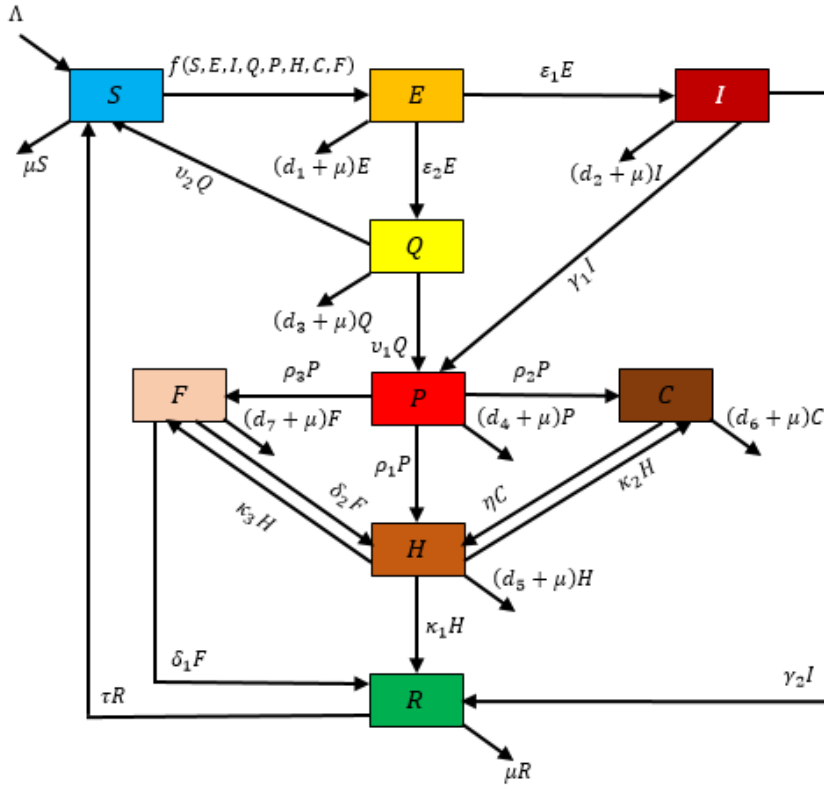 Λ
f(S, E, I, Q, P, H, C, F)
ε₁E
S
E
I
μS
(d₁ + μ)E
ε₂E
(d₂ + μ)I
υ₂Q
Q
γ₁I
(d₃ + μ)Q
υ₁Q
ρ₃P
ρ₂P
F
P
C
(d₇ + μ)F
(d₄ + μ)P
(d₆ + μ)C
ρ₁P
δ₂F
ηC
κ₂H
κ₃H
H
(d₅ + μ)H
κ₁H
δ₁F
γ₂I
τR
R
μR